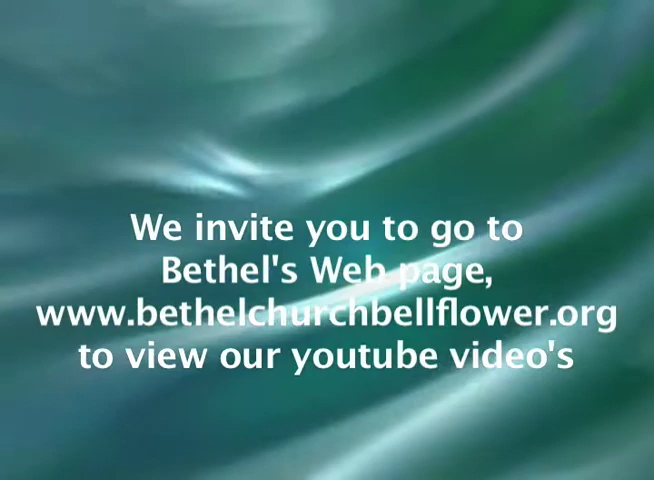 We invite you to go to
Bethel's Web page,
www.bethelchurchbellflower.org
to view our youtube video's